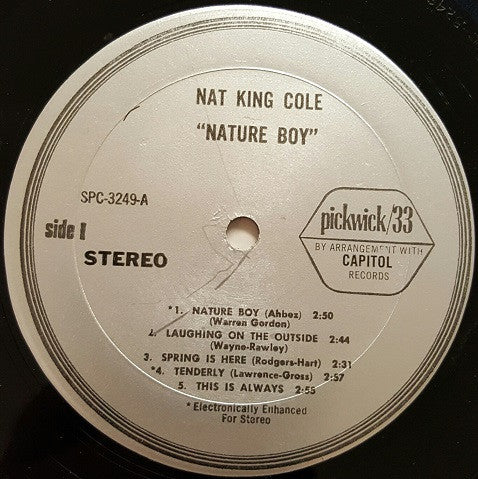 NAT KING COLE
"NATURE BOY"
SPC-3249-A
side 1
STEREO
pickwick/33
BY ARRANGEMENT WITH
CAPITOL
RECORDS
*1. NATURE BOY (Ahbez) 2:50
(Warren Gordon)
2. LAUGHING ON THE OUTSIDE 2:44
(Wayne-Rawley)
3. SPRING IS HERE (Rodgers-Hart) 2:31
*4. TENDERLY (Lawrence-Gross) 2:57
5. THIS IS ALWAYS 2:55
*Electronically Enhanced
For Stereo